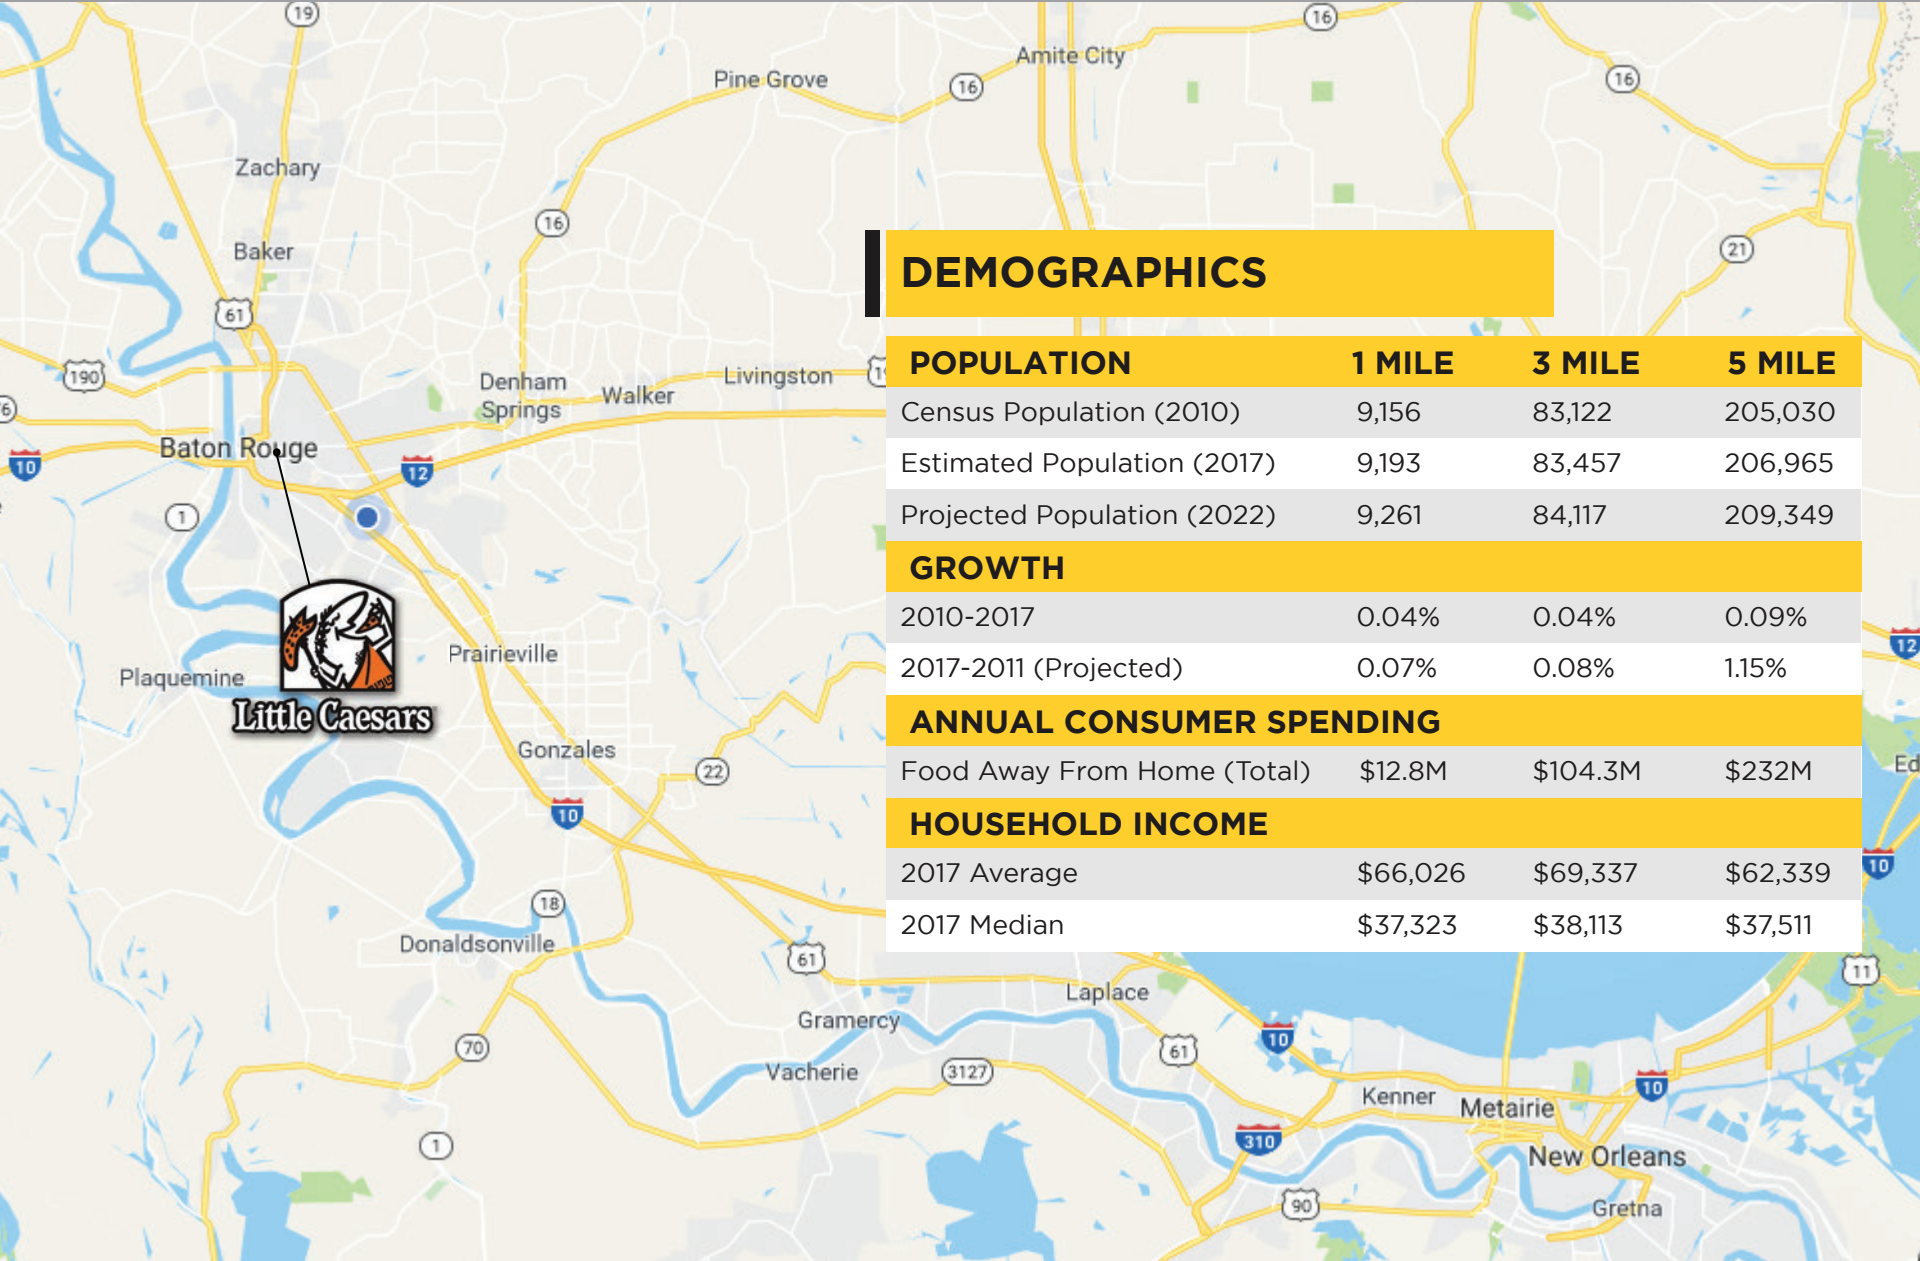 19
16
Amite City
Pine Grove
16
16
Zachary
16
Baker
21
61
DEMOGRAPHICS
POPULATION 1 MILE 3 MILE 5 MILE
Census Population (2010) 9,156 83,122 205,030
Estimated Population (2017) 9,193 83,457 206,965
Projected Population (2022) 9,261 84,117 209,349
GROWTH
2010-2017 0.04% 0.04% 0.09%
2017-2011 (Projected) 0.07% 0.08% 1.15%
ANNUAL CONSUMER SPENDING
Food Away From Home (Total) $12.8M $104.3M $232M
HOUSEHOLD INCOME
2017 Average $66,026 $69,337 $62,339
2017 Median $37,323 $38,113 $37,511
190
Denham
Springs
Walker
Livingston
Baton Rouge
10
12
1
12
Prairieville
Plaquemine
Little Caesars
Gonzales
22
10
10
18
Donaldsonville
61
11
Laplace
Gramercy
10
70
61
Vacherie
3127
Kenner
Metairie
10
1
310
New Orleans
90
Gretna